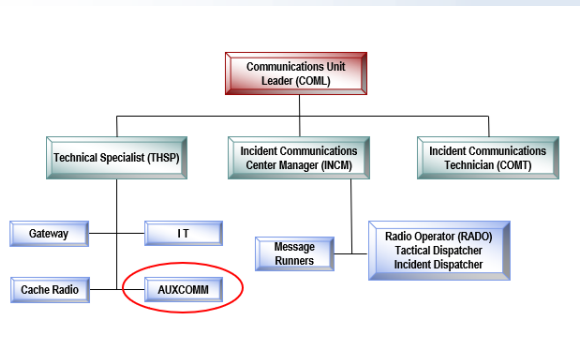 Communications Unit
Leader (COML)
Technical Specialist (THSP)
Incident Communications
Center Manager (INCM)
Incident Communications
Technician (COMT)
Gateway
I T
Cache Radio
AUXCOMM
Message
Runners
Radio Operator (RADO)
Tactical Dispatcher
Incident Dispatcher